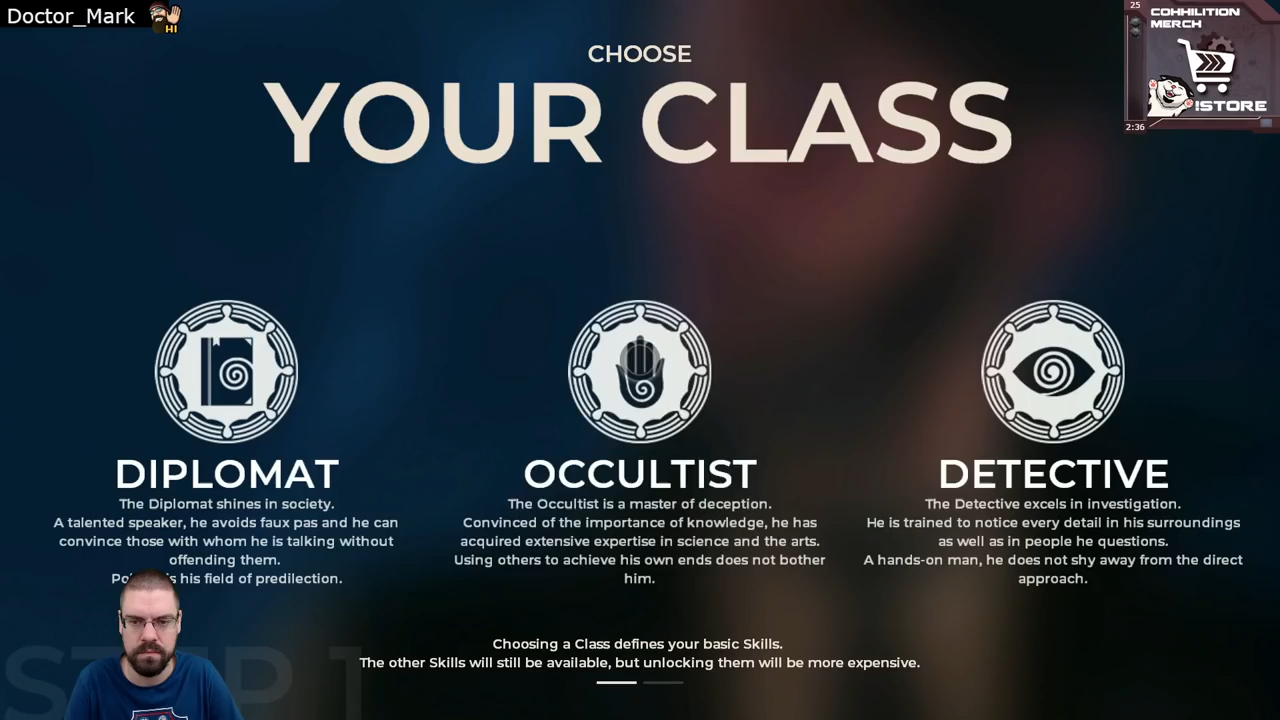 Doctor_Mark
HI
25
COHHILITION
MERCH
!STORE
2:36
CHOOSE
YOUR CLASS
DIPLOMAT
The Diplomat shines in society.
A talented speaker, he avoids faux pas and he can
convince those with whom he is talking without
offending them.
his field of predilection.
OCCULTIST
The Occultist is a master of deception.
Convinced of the importance of knowledge, he has
acquired extensive expertise in science and the arts.
Using others to achieve his own ends does not bother
him.
DETECTIVE
The Detective excels in investigation.
He is trained to notice every detail in his surroundings
as well as in people he questions.
A hands-on man, he does not shy away from the direct
approach.
Choosing a Class defines your basic Skills.
The other Skills will still be available, but unlocking them will be more expensive.
STEP 1